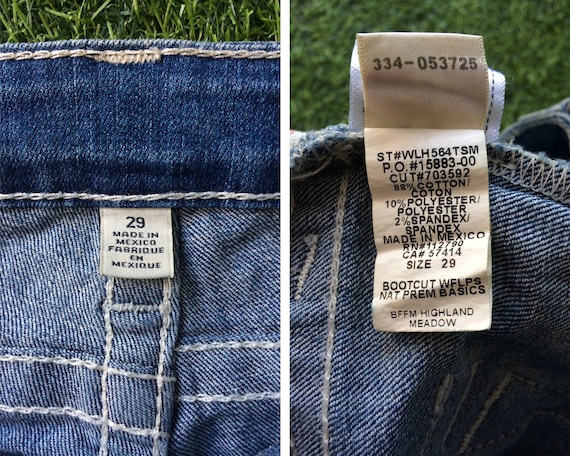 29
MADE IN
MEXICO
FABRIQUE
EN
MEXIQUE
334-053725
ST#WLH564TSM
P.O.#15883-00
CUT#703592
88% COTTON/
COTON
10%POLYESTER/
POLYESTER
2%SPANDEX/
SPANDEX
MADE IN MEXICO
RN#112790
CA# 57414
SIZE 29
BOOTCUT WFLPS
NAT PREM BASICS
BFFM HIGHLAND
MEADOW